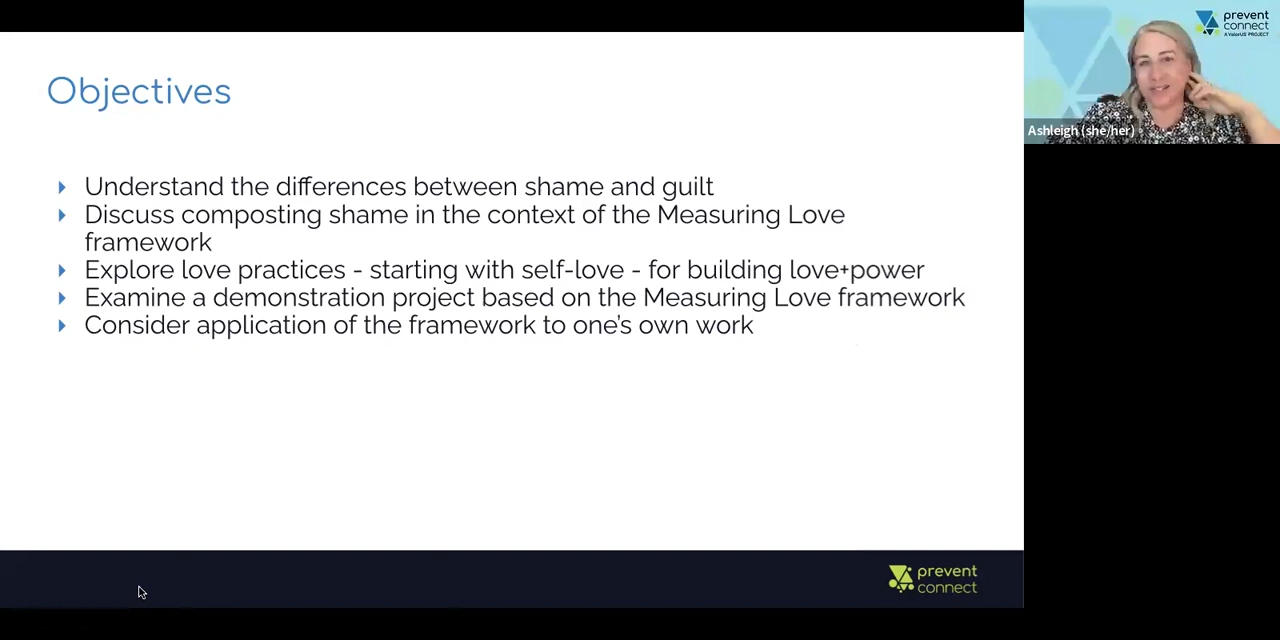 Objectives
Understand the differences between shame and guilt
Discuss composting shame in the context of the Measuring Love
framework
Explore love practices - starting with self-love - for building love+power
Examine a demonstration project based on the Measuring Love framework
Consider application of the framework to one's own work
prevent
connect
prevent
connect
A ValorUS PROJECT
Ashleigh (she/her)